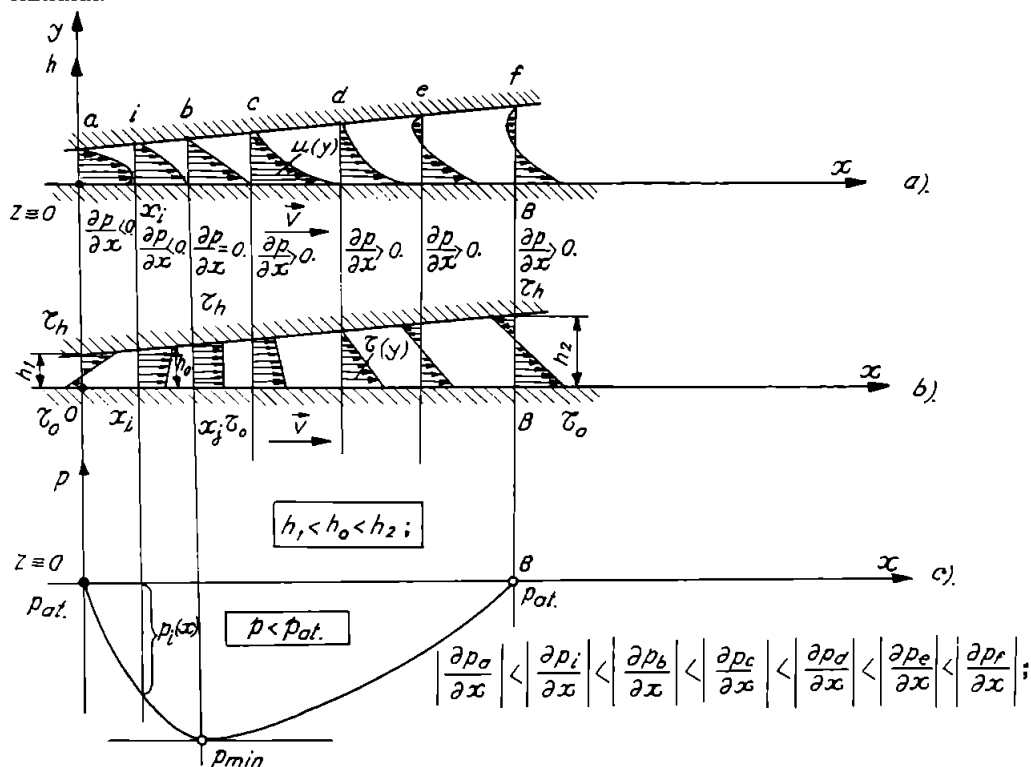 y
h
a i b c d e f
u(y)
x
a).
z≡0
x_i
B
v⃗
∂p/∂x<0. ∂p/∂x<0. ∂p/∂x=0. ∂p/∂x>0. ∂p/∂x>0. ∂p/∂x>0. ∂p/∂x>0.
τ_h τ_h τ_h
h_1 h_0 τ(y) h_2
x
b).
τ_0 0 x_i x_j τ_0 v⃗ B τ_0
p
h_1<h_0<h_2;
z≡0
B
x
c).
p_at. p_i(x) p<p_at. p_at.
|∂p_a/∂x|<|∂p_i/∂x|<|∂p_b/∂x|<|∂p_c/∂x|<|∂p_d/∂x|<|∂p_e/∂x|<|∂p_f/∂x|;
p_min